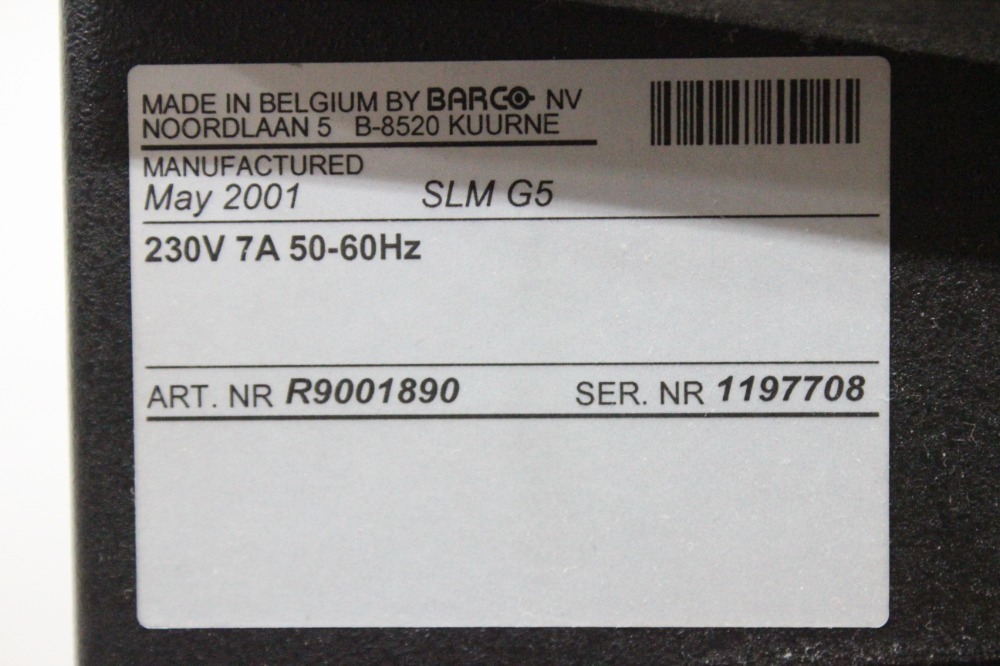 MADE IN BELGIUM BY BARCO NV
NOORDLAAN 5 B-8520 KUURNE
MANUFACTURED
May 2001 SLM G5
230V 7A 50-60Hz
ART. NR R9001890 SER. NR 1197708